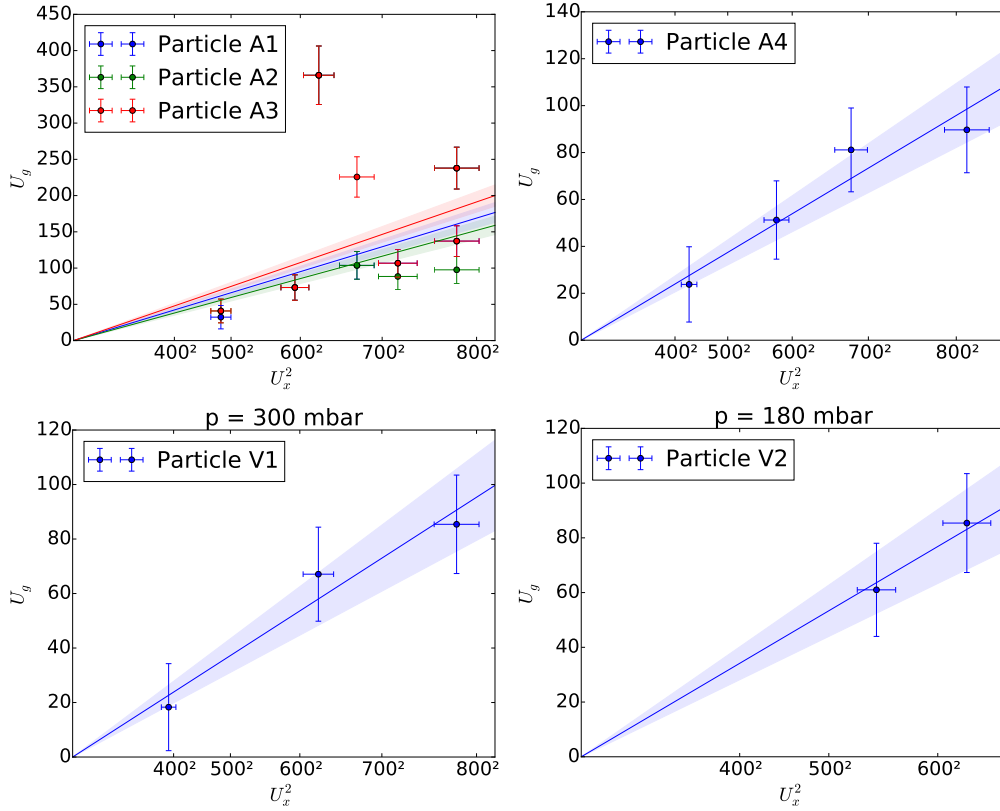 450
400
350
300
250
200
150
100
50
0
Particle A1
Particle A2
Particle A3
U_g
400² 500² 600² 700² 800²
U_x^2
140
120
100
80
60
40
20
0
Particle A4
U_g
400² 500² 600² 700² 800²
U_x^2
p = 300 mbar
120
100
80
60
40
20
0
Particle V1
U_g
400² 500² 600² 700² 800²
U_x^2
p = 180 mbar
120
100
80
60
40
20
0
Particle V2
U_g
400² 500² 600²
U_x^2